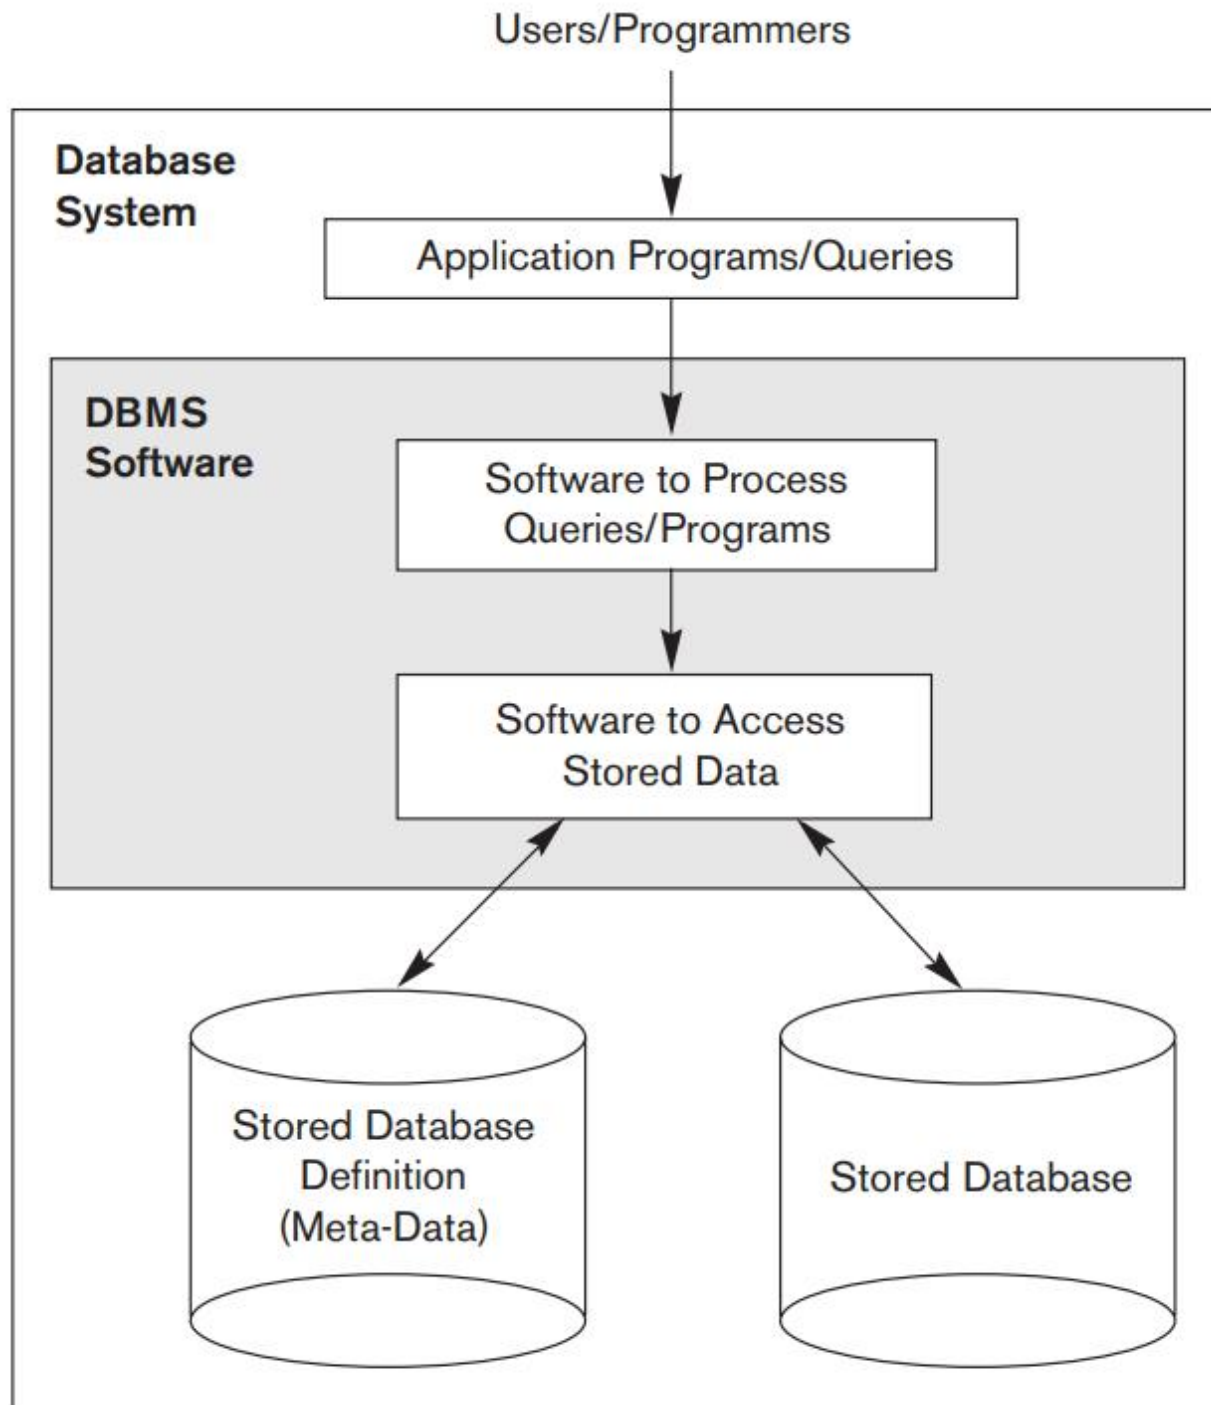 Users/Programmers
Database
System
Application Programs/Queries
DBMS
Software
Software to Process
Queries/Programs
Software to Access
Stored Data
Stored Database
Definition
(Meta-Data)
Stored Database